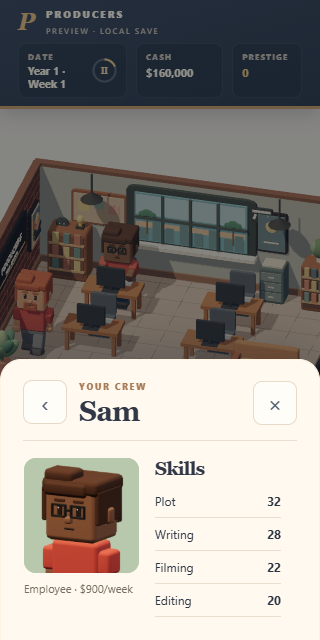 P
PRODUCERS
PREVIEW · LOCAL SAVE
DATE
Year 1 ·
Week 1
CASH
$160,000
PRESTIGE
0
YOUR CREW
Sam
Skills
Plot 32
Writing 28
Filming 22
Editing 20
Employee · $900/week